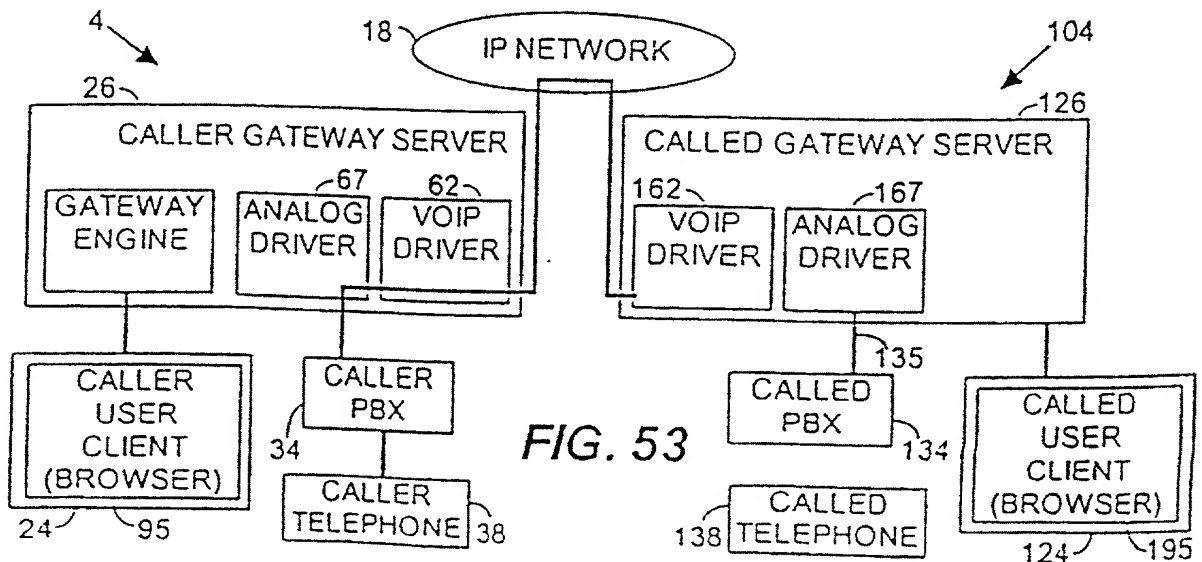 4
18
IP NETWORK
104
26
CALLER GATEWAY SERVER
GATEWAY
ENGINE
67
ANALOG
DRIVER
62
VOIP
DRIVER
126
CALLED GATEWAY SERVER
162
VOIP
DRIVER
167
ANALOG
DRIVER
CALLER
USER
CLIENT
(BROWSER)
24
95
CALLER
PBX
34
CALLER
TELEPHONE
38
FIG. 53
135
CALLED
PBX
134
CALLED
TELEPHONE
138
CALLED
USER
CLIENT
(BROWSER)
124
195